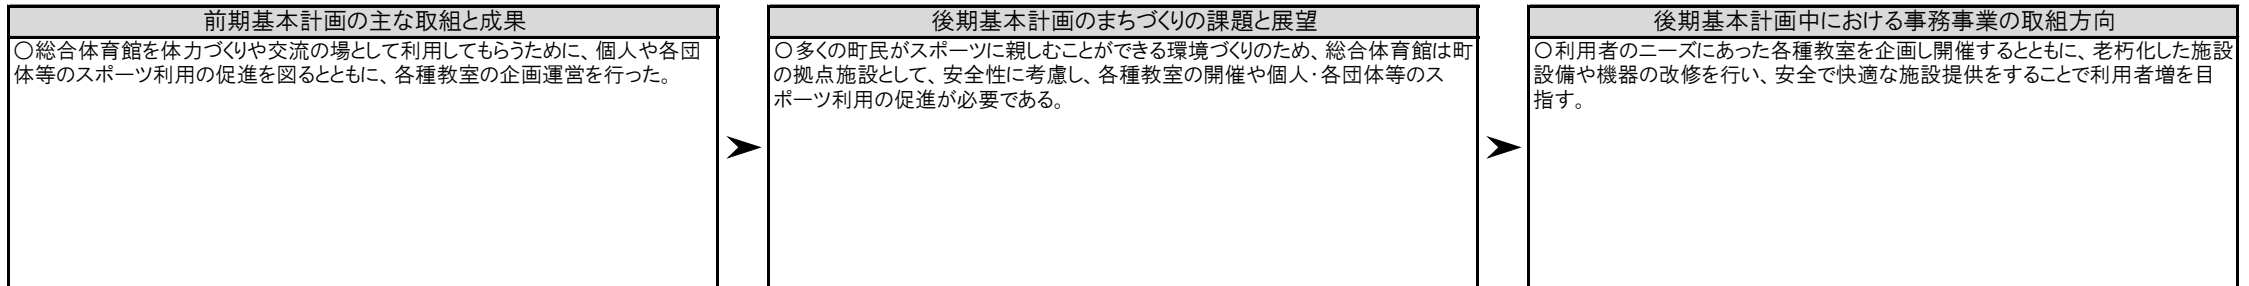 前期基本計画の主な取組と成果
〇総合体育館を体力づくりや交流の場として利用してもらうために、個人や各団
体等のスポーツ利用の促進を図るとともに、各種教室の企画運営を行った。
後期基本計画のまちづくりの課題と展望
〇多くの町民がスポーツに親しむことができる環境づくりのため、総合体育館は町
の拠点施設として、安全性に考慮し、各種教室の開催や個人・各団体等のス
ポーツ利用の促進が必要である。
後期基本計画中における事務事業の取組方向
〇利用者のニーズにあった各種教室を企画し開催するとともに、老朽化した施設
設備や機器の改修を行い、安全で快適な施設提供をすることで利用者増を目
指す。